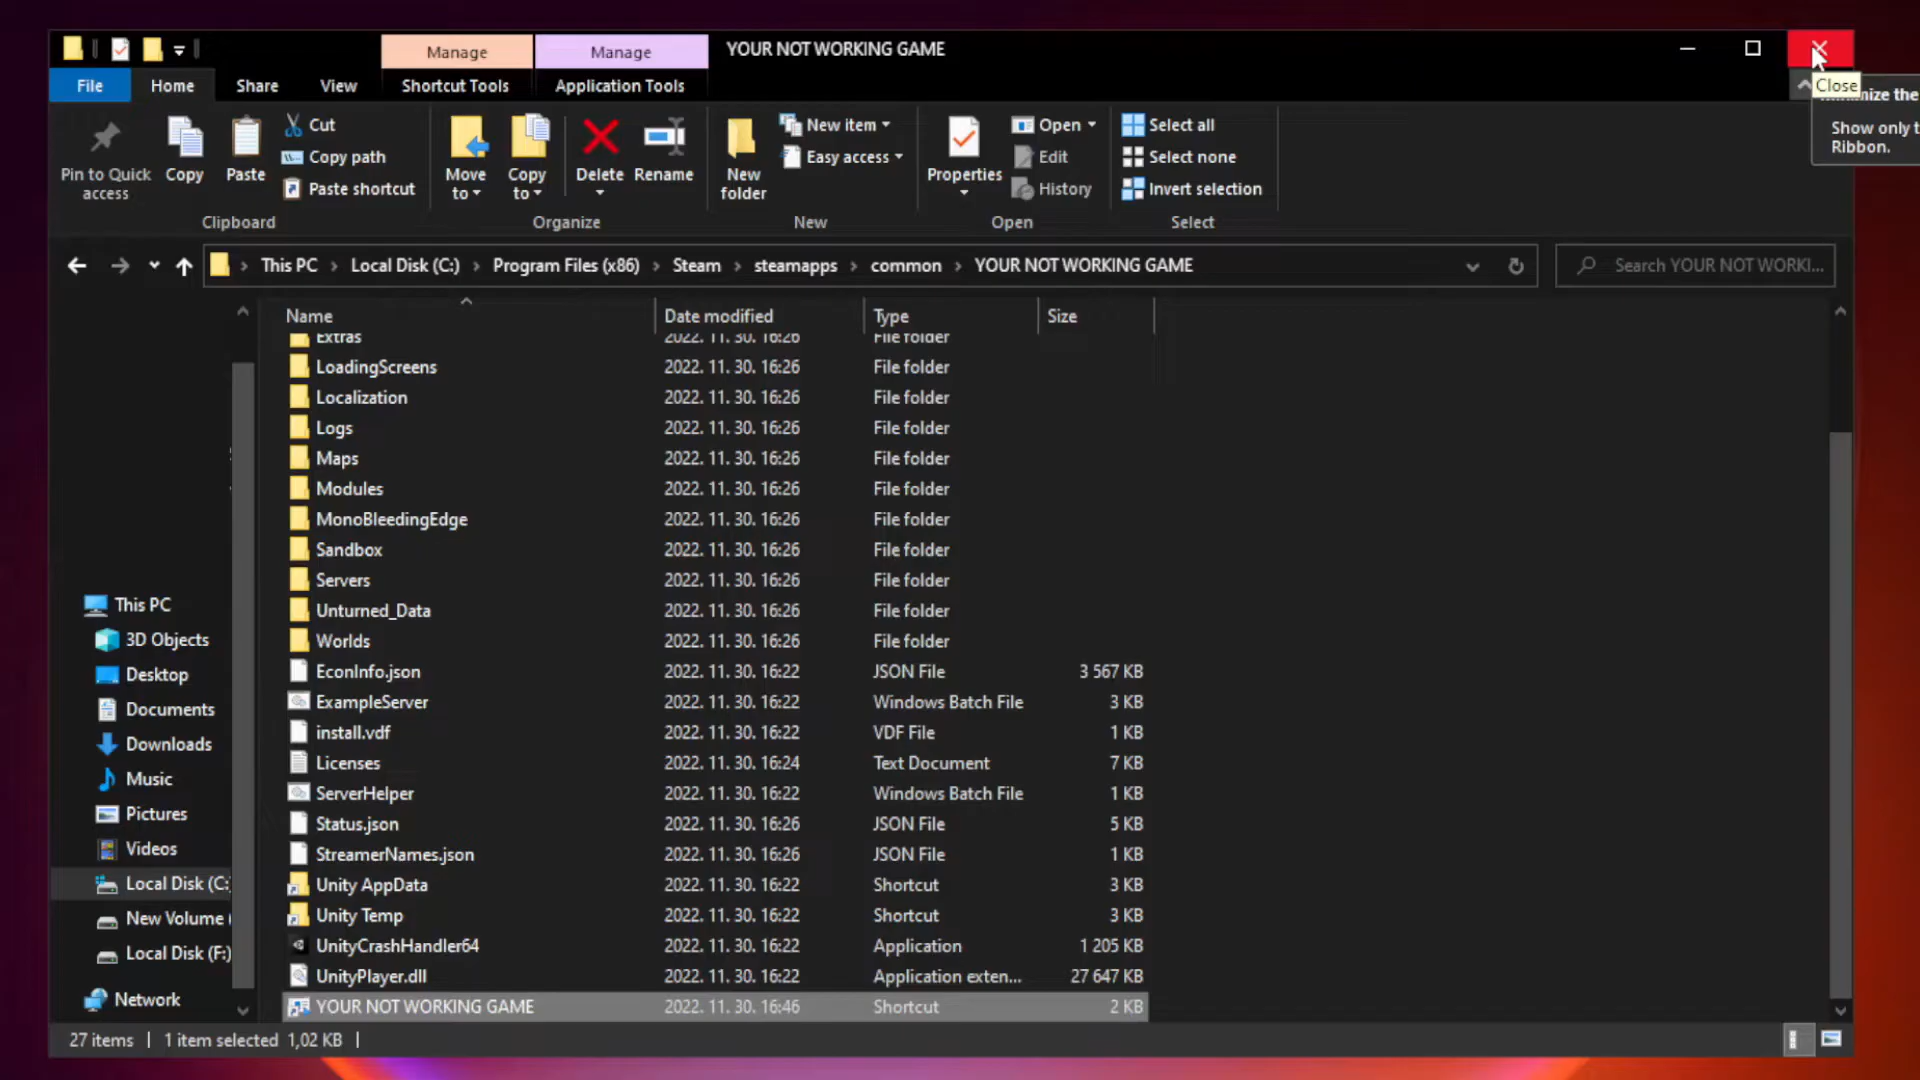 Manage
Manage
YOUR NOT WORKING GAME
File
Home
Share
View
Shortcut Tools
Application Tools
Close
Show only t
Ribbon.
Pin to Quick
access
Copy
Paste
Cut
Copy path
Paste shortcut
Clipboard
Move
to
Copy
to
Delete
Rename
Organize
New
folder
New item
Easy access
New
Properties
Open
Edit
History
Open
Select all
Select none
Invert selection
Select
This PC
Local Disk (C:)
Program Files (x86)
Steam
steamapps
common
YOUR NOT WORKING GAME
Search YOUR NOT WORKI...
Name
Date modified
Type
Size
Extras 2022. 11. 30. 16:26 File folder
LoadingScreens 2022. 11. 30. 16:26 File folder
Localization 2022. 11. 30. 16:26 File folder
Logs 2022. 11. 30. 16:26 File folder
Maps 2022. 11. 30. 16:26 File folder
Modules 2022. 11. 30. 16:26 File folder
MonoBleedingEdge 2022. 11. 30. 16:26 File folder
Sandbox 2022. 11. 30. 16:26 File folder
Servers 2022. 11. 30. 16:26 File folder
Unturned_Data 2022. 11. 30. 16:26 File folder
Worlds 2022. 11. 30. 16:26 File folder
EconInfo.json 2022. 11. 30. 16:22 JSON File 3 567 KB
ExampleServer 2022. 11. 30. 16:22 Windows Batch File 3 KB
install.vdf 2022. 11. 30. 16:22 VDF File 1 KB
Licenses 2022. 11. 30. 16:24 Text Document 7 KB
ServerHelper 2022. 11. 30. 16:22 Windows Batch File 1 KB
Status.json 2022. 11. 30. 16:26 JSON File 5 KB
StreamerNames.json 2022. 11. 30. 16:26 JSON File 1 KB
Unity AppData 2022. 11. 30. 16:22 Shortcut 3 KB
Unity Temp 2022. 11. 30. 16:22 Shortcut 3 KB
UnityCrashHandler64 2022. 11. 30. 16:22 Application 1 205 KB
UnityPlayer.dll 2022. 11. 30. 16:22 Application exten... 27 647 KB
YOUR NOT WORKING GAME 2022. 11. 30. 16:46 Shortcut 2 KB
This PC
3D Objects
Desktop
Documents
Downloads
Music
Pictures
Videos
Local Disk (C:
New Volume (
Local Disk (F:)
Network
27 items
1 item selected 1,02 KB